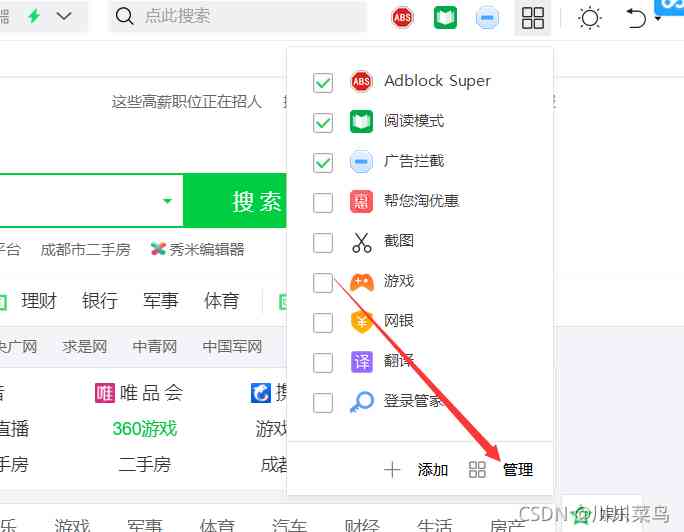 器 点此搜索 ABS
这些高薪职位正在招人
ABS Adblock Super
阅读模式
广告拦截
搜索 惠 帮您淘优惠
平台 成都市二手房 秀米编辑器 截图
游戏
理财 银行 军事 体育 网银
央广网 求是网 中青网 中国军网 译 翻译
唯 唯品会 携 登录管家
直播 360游戏 游戏
手房 二手房 成都
添加 管理
乐 游戏 军事 体育 汽车 财经 生活 房产
CSDN
菜鸟